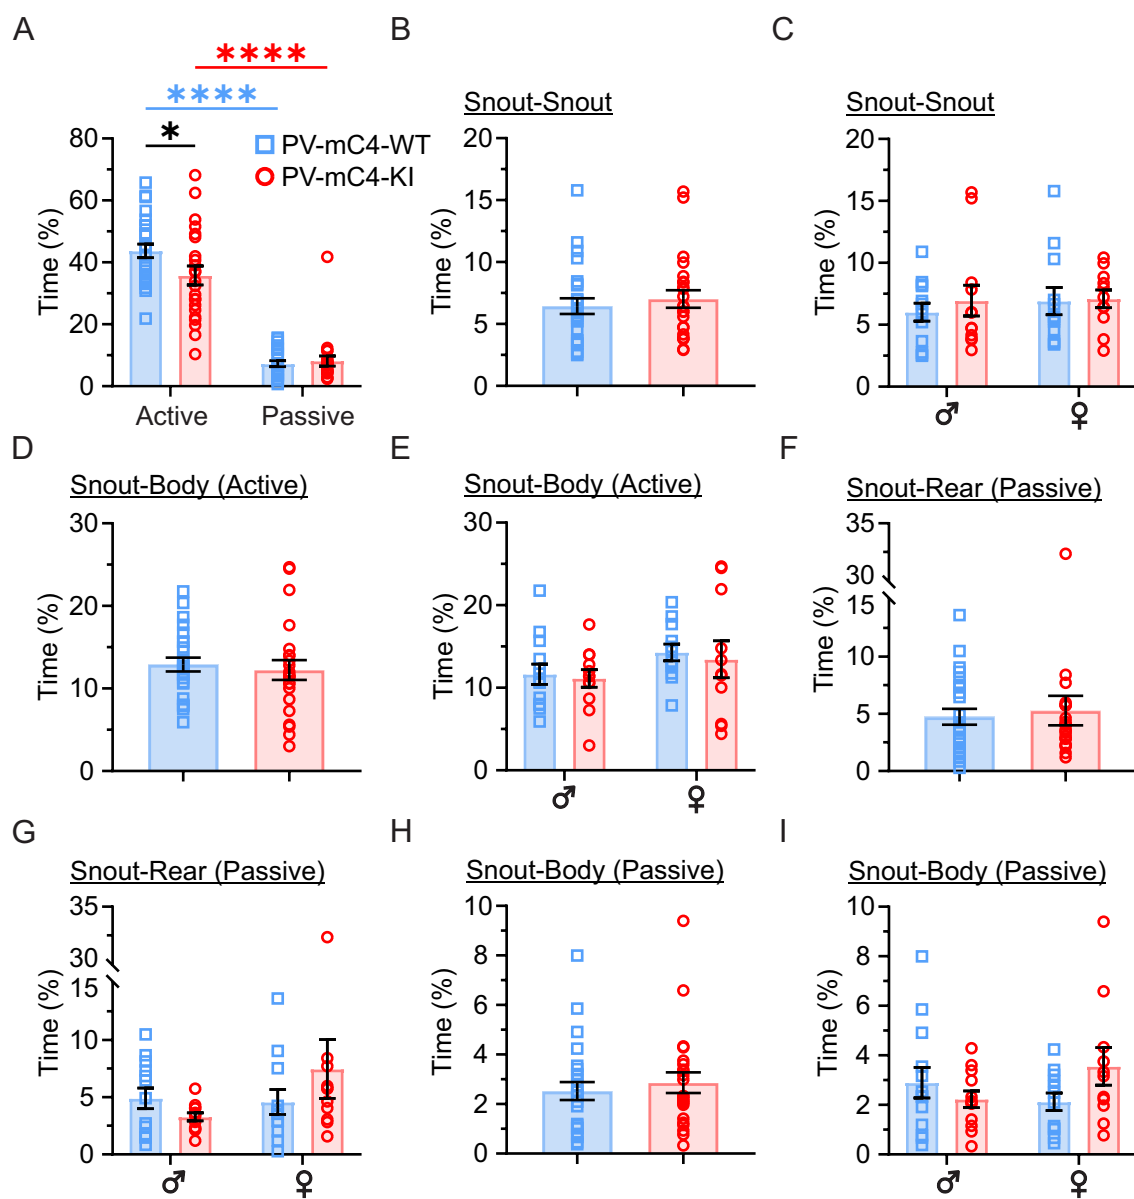 A
B
C
****
****
*
PV-mC4-WT
PV-mC4-KI
Time (%)
80
60
40
20
0
Active
Passive
Snout-Snout
Time (%)
20
15
10
5
0
Snout-Snout
Time (%)
20
15
10
5
0
♂
♀
D
E
F
Snout-Body (Active)
Time (%)
30
20
10
0
Snout-Body (Active)
Time (%)
30
20
10
0
♂
♀
Snout-Rear (Passive)
Time (%)
35
30
15
10
5
0
G
H
I
Snout-Rear (Passive)
Time (%)
35
30
15
10
5
0
♂
♀
Snout-Body (Passive)
Time (%)
10
8
6
4
2
0
Snout-Body (Passive)
Time (%)
10
8
6
4
2
0
♂
♀